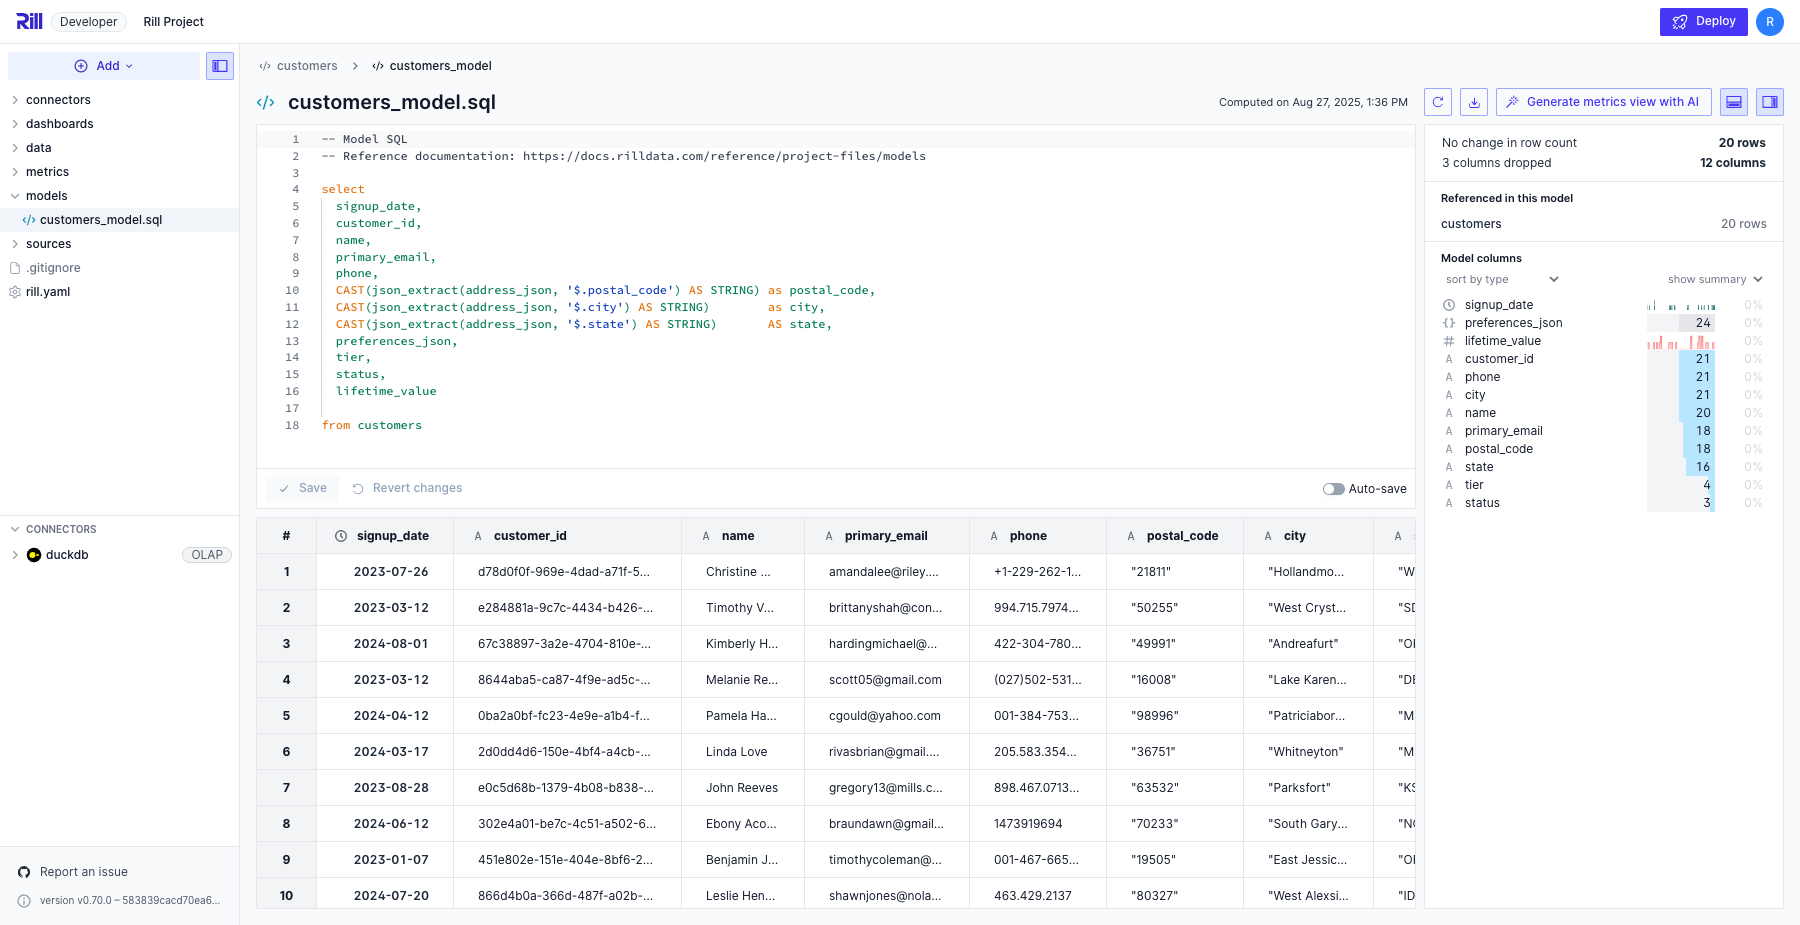 Rill Developer Rill Project
Deploy R
Add
connectors
dashboards
data
metrics
models
customers_model.sql
sources
.gitignore
rill.yaml
CONNECTORS
duckdb OLAP
Report an issue
version v0.70.0 – 583839cacd70ea6...
customers > customers_model
customers_model.sql
Computed on Aug 27, 2025, 1:36 PM
Generate metrics view with AI
1 -- Model SQL
2 -- Reference documentation: https://docs.rilldata.com/reference/project-files/models
3
4 select
5 signup_date,
6 customer_id,
7 name,
8 primary_email,
9 phone,
10 CAST(json_extract(address_json, '$.postal_code') AS STRING) as postal_code,
11 CAST(json_extract(address_json, '$.city') AS STRING) as city,
12 CAST(json_extract(address_json, '$.state') AS STRING) AS state,
13 preferences_json,
14 tier,
15 status,
16 lifetime_value
17
18 from customers
Save Revert changes Auto-save
# signup_date A customer_id A name A primary_email A phone A postal_code A city A
1 2023-07-26 d78d0f0f-969e-4dad-a71f-5... Christine ... amandalee@riley.... +1-229-262-1... "21811" "Hollandmo... "W
2 2023-03-12 e284881a-9c7c-4434-b426-... Timothy V... brittanyshah@con... 994.715.7974... "50255" "West Cryst... "SD
3 2024-08-01 67c38897-3a2e-4704-810e-... Kimberly H... hardingmichael@... 422-304-780... "49991" "Andreafurt"
4 2023-03-12 8644aba5-ca87-4f9e-ad5c-... Melanie Re... scott05@gmail.com (027)502-531... "16008" "Lake Karen... "DE
5 2024-04-12 0ba2a0bf-fc23-4e9e-a1b4-f... Pamela Ha... cgould@yahoo.com 001-384-753... "98996" "Patriciabor... "M
6 2024-03-17 2d0dd4d6-150e-4bf4-a4cb-... Linda Love rivasbrian@gmail.... 205.583.354... "36751" "Whitneyton" "M
7 2023-08-28 e0c5d68b-1379-4b08-b838-... John Reeves gregory13@mills.c... 898.467.0713... "63532" "Parksfort" "KS
8 2024-06-12 302e4a01-be7c-4c51-a502-6... Ebony Aco... braundawn@gmail... 1473919694 "70233" "South Gary... "NC
9 2023-01-07 451e802e-151e-404e-8bf6-2... Benjamin J... timothycoleman@... 001-467-665... "19505" "East Jessic...
10 2024-07-20 866d4b0a-366d-487f-a02b-... Leslie Hen... shawnjones@nola... 463.429.2137 "80327" "West Alexsi... "ID
No change in row count 20 rows
3 columns dropped 12 columns
Referenced in this model
customers 20 rows
Model columns
sort by type show summary
signup_date 0%
{} preferences_json 24 0%
# lifetime_value 0%
A customer_id 21 0%
A phone 21 0%
A city 21 0%
A name 20 0%
A primary_email 18 0%
A postal_code 18 0%
A state 16 0%
A tier 4 0%
A status 3 0%